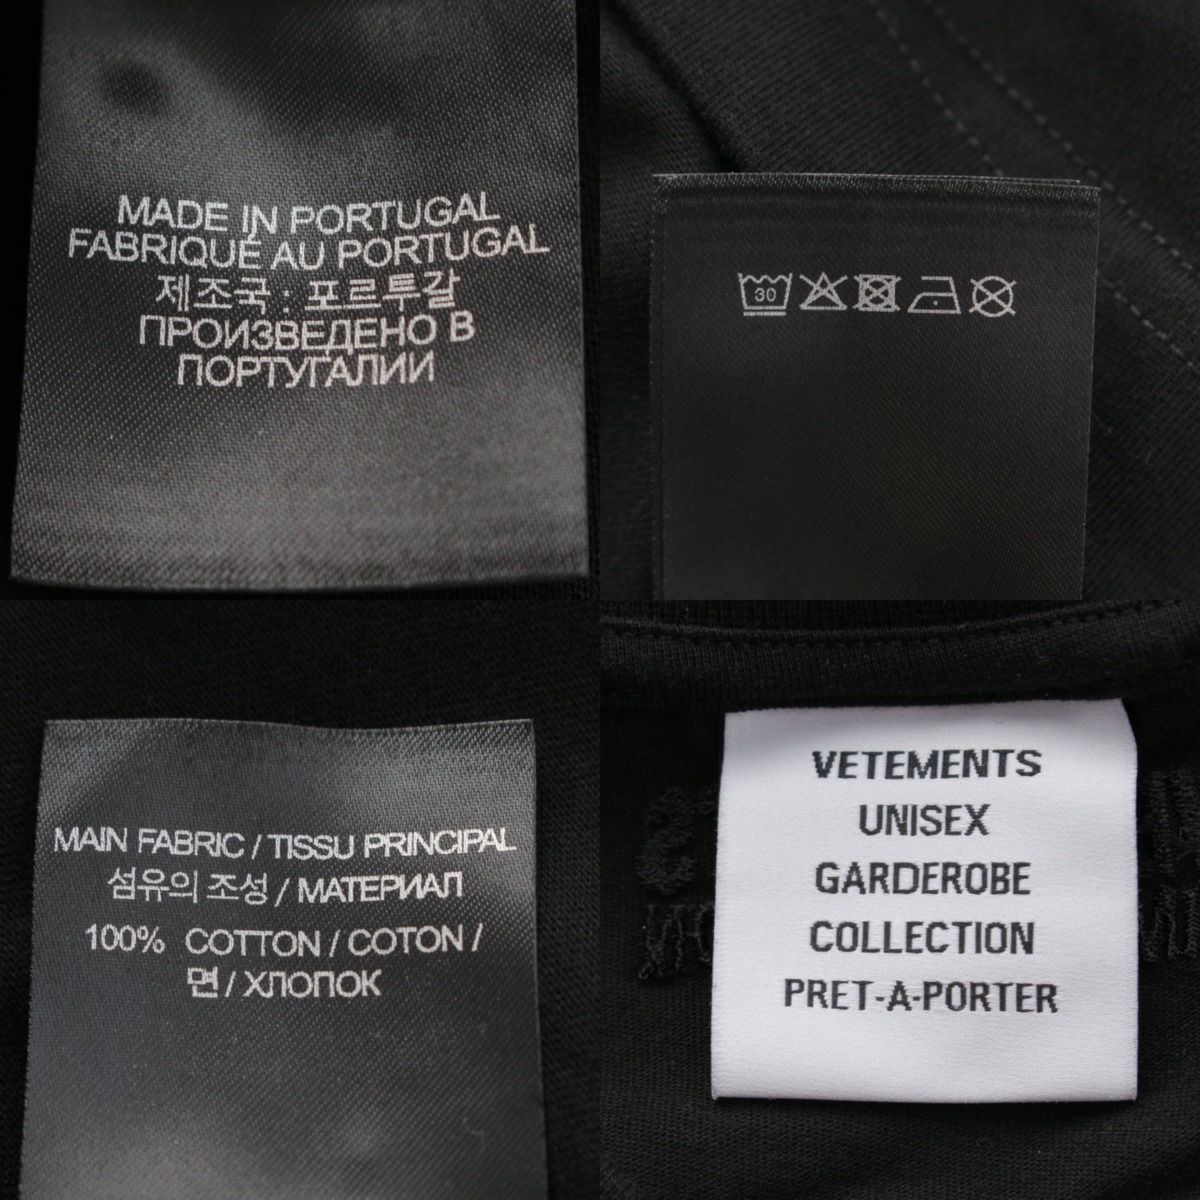 MADE IN PORTUGAL
FABRIQUÉ AU PORTUGAL
제조국 : 포르투갈
ПРОИЗВЕДЕНО В
ПОРТУГАЛИИ
30
MAIN FABRIC / TISSU PRINCIPAL
섬유의 조성 / МАТЕРИАЛ
100% COTTON / COTON /
면 / ХЛОПОК
VETEMENTS
UNISEX
GARDEROBE
COLLECTION
PRET-A-PORTER